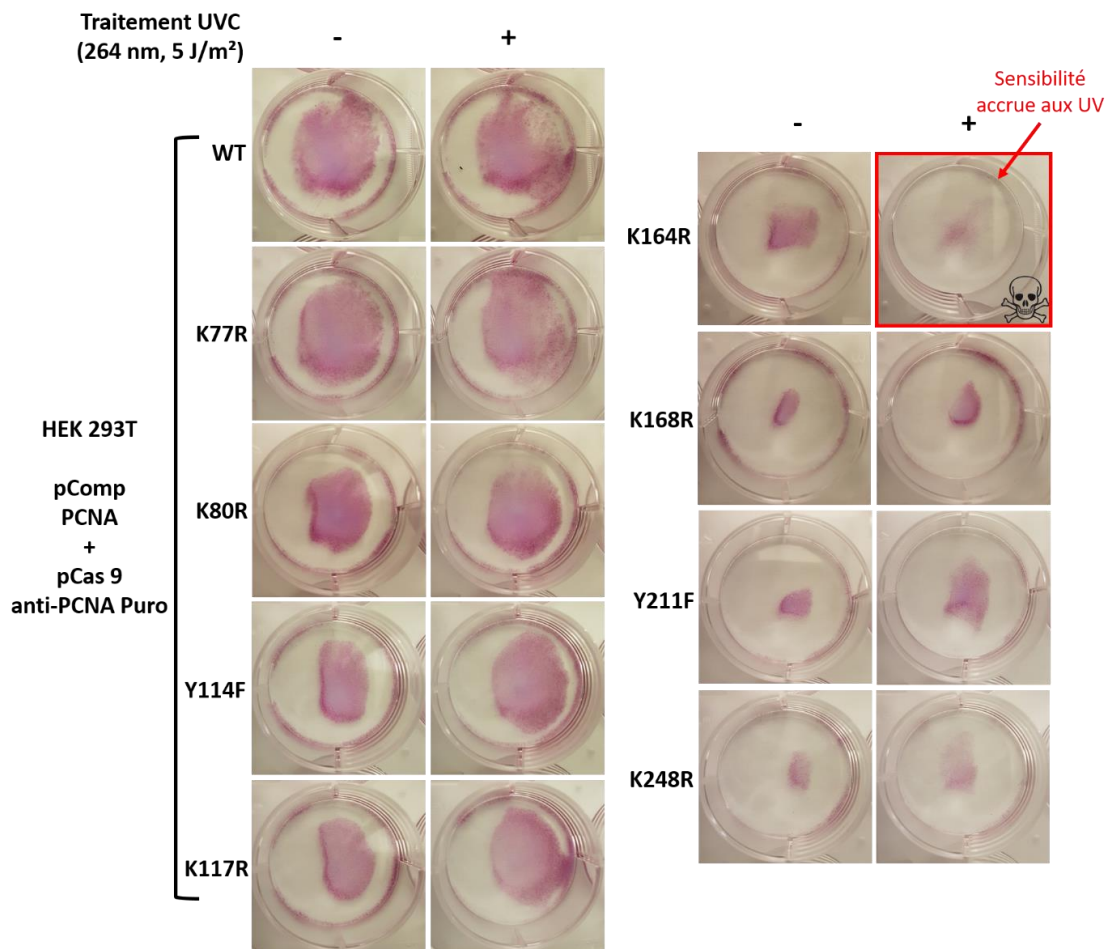 Traitement UVC
(264 nm, 5 J/m²)
-
+
WT
K77R
K80R
Y114F
K117R
HEK 293T
pComp
PCNA
+
pCas 9
anti-PCNA Puro
Sensibilité
accrue aux UV
-
+
K164R
K168R
Y211F
K248R